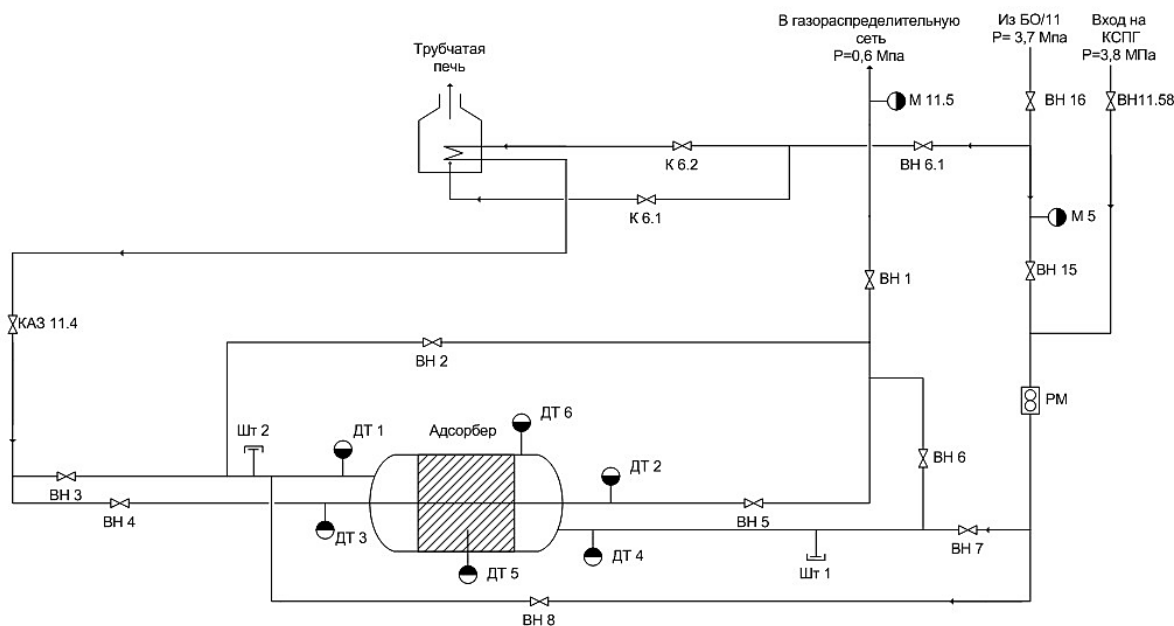 В газораспределительную
сеть
Р=0,6 Мпа
Из БО/11
Р= 3,7 Мпа
Вход на
КСПГ
Р=3,8 МПа
Трубчатая
печь
М 11.5
ВН 16
ВН11.58
К 6.2
ВН 6.1
К 6.1
М 5
ВН 15
ВН 1
КАЗ 11.4
ВН 2
РМ
ДТ 6
Шт 2
ДТ 1
Адсорбер
ДТ 2
ВН 6
ВН 3
ВН 4
ВН 5
ДТ 3
ДТ 4
ВН 7
ДТ 5
Шт 1
ВН 8